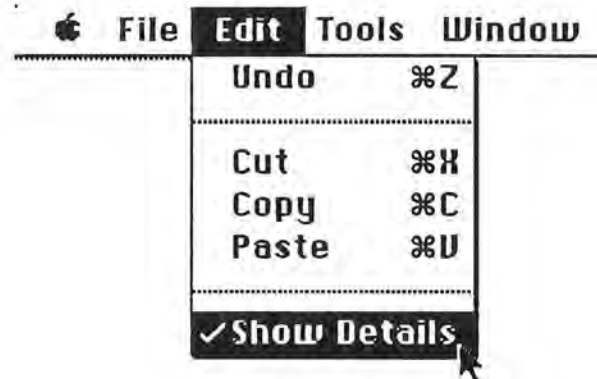 File Edit Tools Window
Undo ⌘Z
Cut ⌘X
Copy ⌘C
Paste ⌘V
✓Show Details